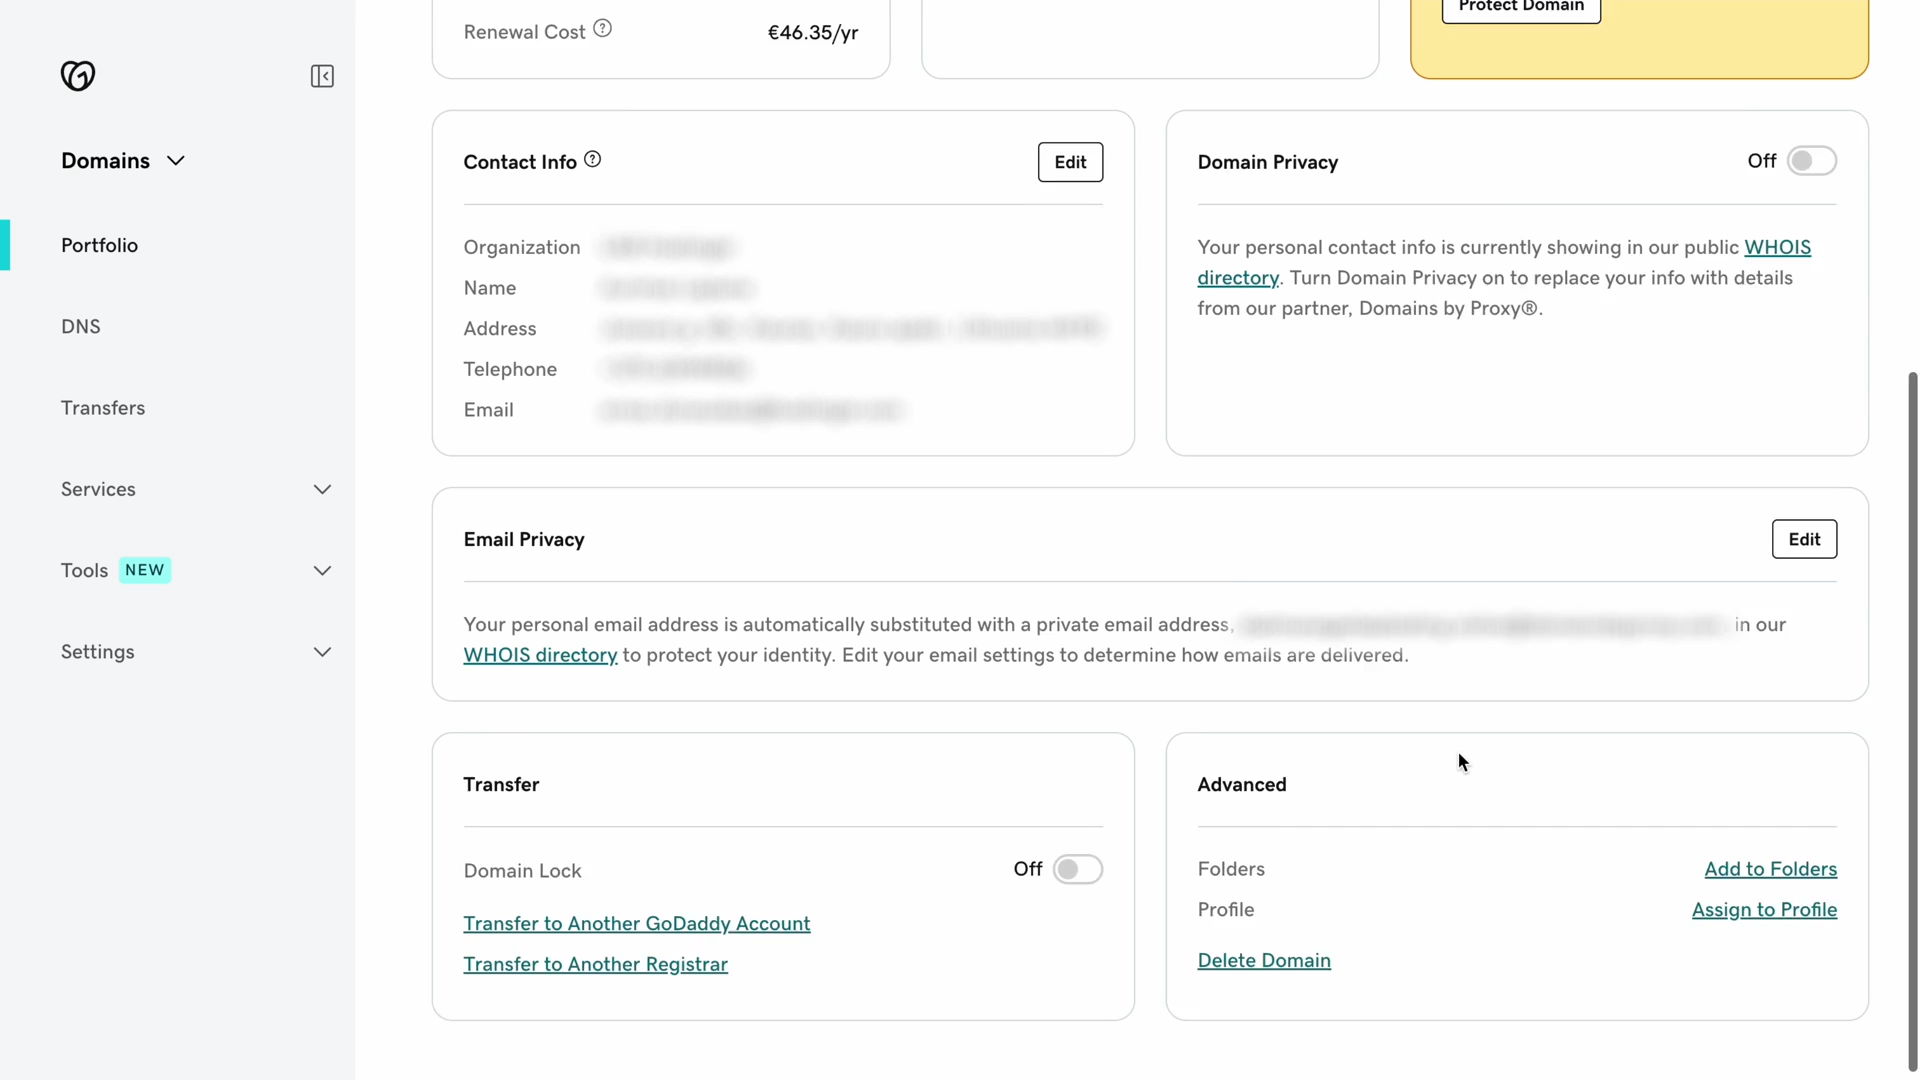 Renewal Cost
€46.35/yr
Protect Domain
Domains
Portfolio
DNS
Transfers
Services
Tools NEW
Settings
Contact Info
Edit
Organization
Name
Address
Telephone
Email
Domain Privacy
Off
Your personal contact info is currently showing in our public WHOIS
directory. Turn Domain Privacy on to replace your info with details
from our partner, Domains by Proxy®.
Email Privacy
Edit
Your personal email address is automatically substituted with a private email address, in our
WHOIS directory to protect your identity. Edit your email settings to determine how emails are delivered.
Transfer
Domain Lock
Off
Transfer to Another GoDaddy Account
Transfer to Another Registrar
Advanced
Folders
Add to Folders
Profile
Assign to Profile
Delete Domain